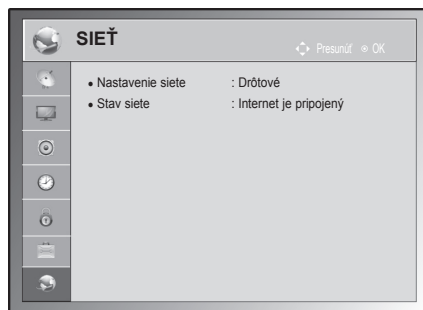 SIEŤ
Presunúť ⊙ OK
• Nastavenie siete : Drôtové
• Stav siete : Internet je pripojený